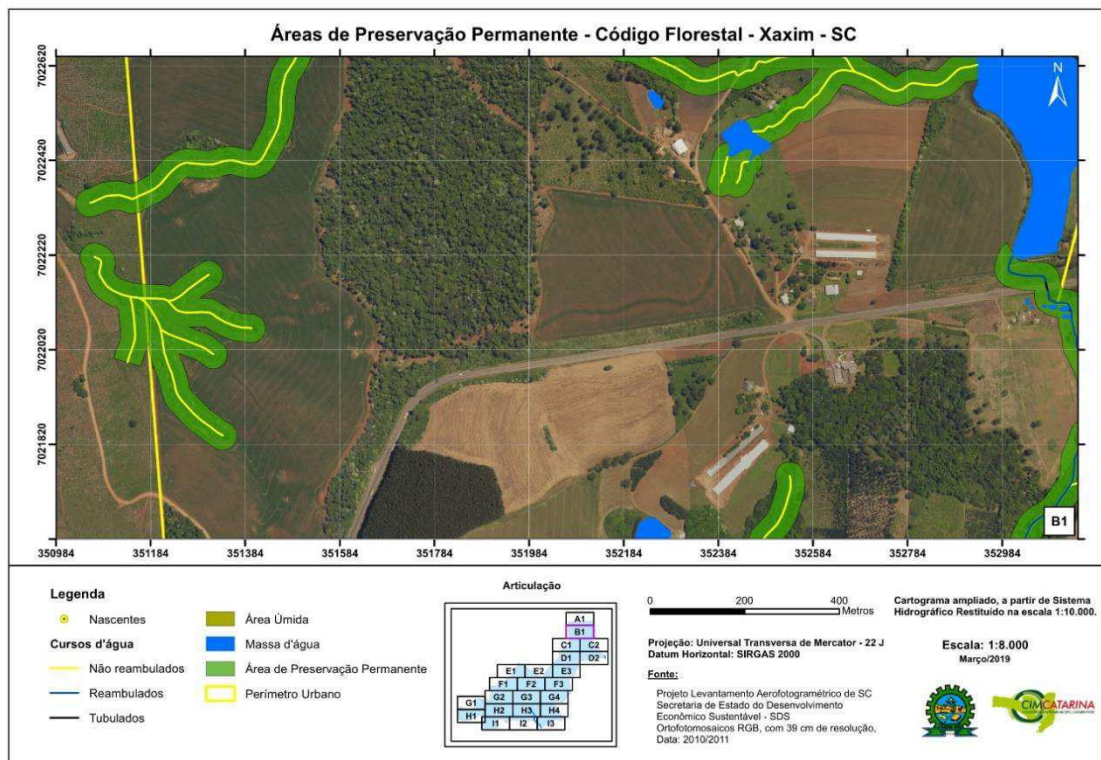 Áreas de Preservação Permanente - Código Florestal - Xaxim - SC
7022620
7022420
7022220
7022020
7021820
N
B1
350984 351184 351384 351584 351784 351984 352184 352384 352584 352784 352984
Legenda
Nascentes
Cursos d'água
Não reambulados
Reambulados
Tubulados
Área Úmida
Massa d'água
Área de Preservação Permanente
Perímetro Urbano
Articulação
A1
B1
C1 C2
D1 D2
E1 E2 E3
F1 F2 F3
G1 G2 G3 G4
H1 H2 H3 H4
I1 I2 I3
0 200 400
Metros
Projeção: Universal Transversa de Mercator - 22 J
Datum Horizontal: SIRGAS 2000
Fonte:
Projeto Levantamento Aerofotogramétrico de SC
Secretaria de Estado do Desenvolvimento
Econômico Sustentável - SDS
Ortofotomosaicos RGB, com 39 cm de resolução,
Data: 2010/2011
Cartograma ampliado, a partir de Sistema
Hidrográfico Restituído na escala 1:10.000.
Escala: 1:8.000
Março/2019
CIMCATARINA